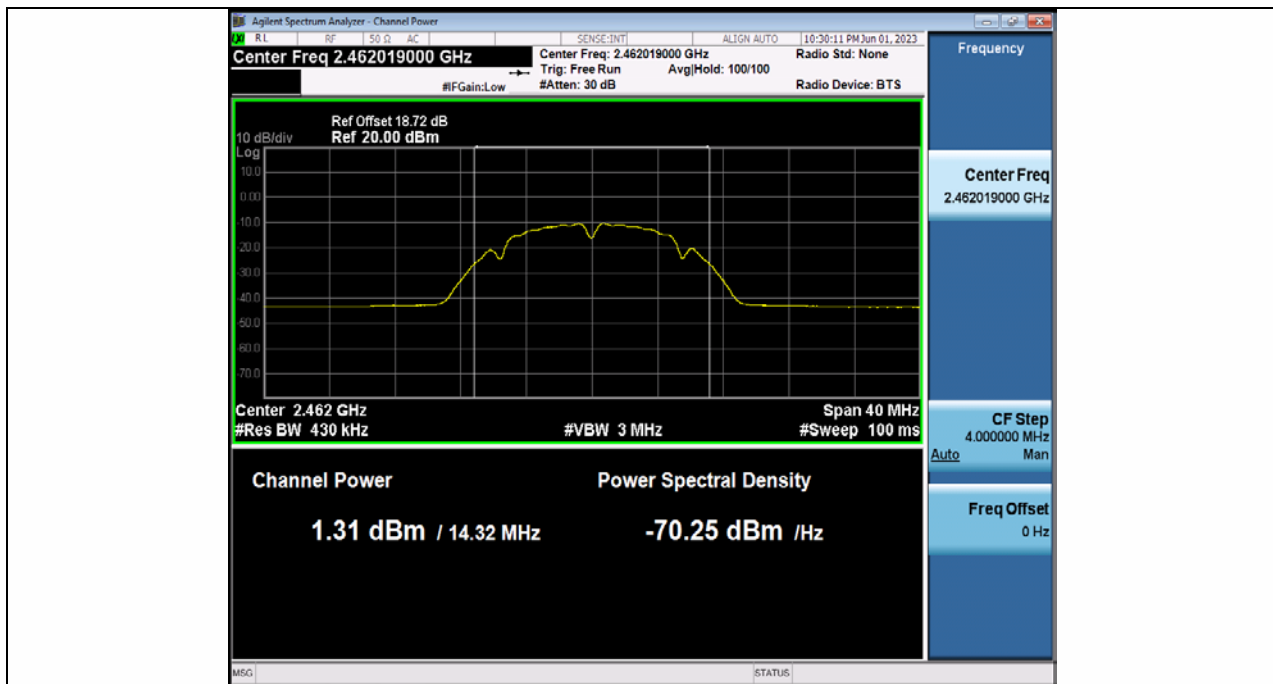 Agilent Spectrum Analyzer - Channel Power
RL RF 50 Ω AC SENSE:INT ALIGN AUTO 10:30:11 PM Jun 01, 2023
Center Freq 2.462019000 GHz
Center Freq: 2.462019000 GHz
Radio Std: None
Trig: Free Run
Avg|Hold: 100/100
#IFGain:Low
#Atten: 30 dB
Radio Device: BTS
Ref Offset 18.72 dB
10 dB/div
Ref 20.00 dBm
Log
10.0
0.00
-10.0
-20.0
-30.0
-40.0
-50.0
-60.0
-70.0
Center 2.462 GHz
Span 40 MHz
#Res BW 430 kHz
#VBW 3 MHz
#Sweep 100 ms
Channel Power
Power Spectral Density
1.31 dBm / 14.32 MHz
-70.25 dBm /Hz
Frequency
Center Freq
2.462019000 GHz
CF Step
4.000000 MHz
Auto Man
Freq Offset
0 Hz
MSG
STATUS